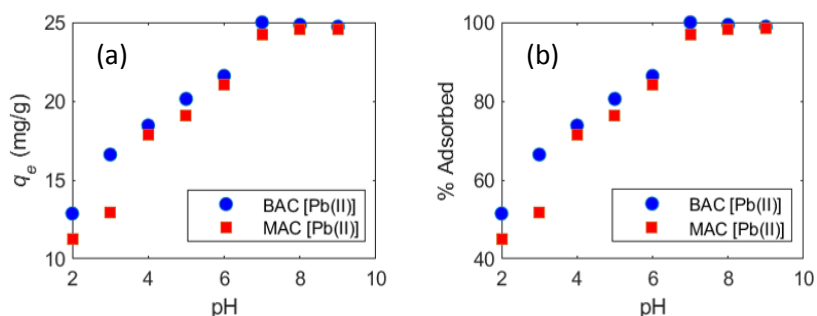 (a)
25
20
15
10
2
4
6
8
10
q_e (mg/g)
pH
BAC [Pb(II)]
MAC [Pb(II)]
(b)
100
80
60
40
2
4
6
8
10
% Adsorbed
pH
BAC [Pb(II)]
MAC [Pb(II)]